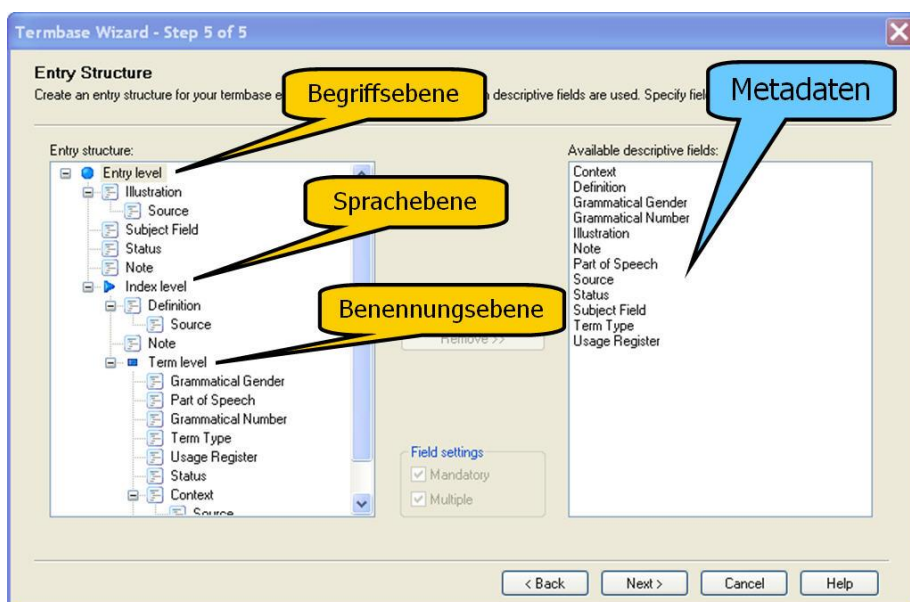 Termbase Wizard - Step 5 of 5
Entry Structure
Create an entry structure for your termbase descriptive fields are used. Specify
Begriffsebene
Metadaten
Entry structure:
Entry level
Illustration
Source
Subject Field
Status
Note
Index level
Definition
Source
Note
Term level
Grammatical Gender
Part of Speech
Grammatical Number
Term Type
Usage Register
Status
Context
Source
Sprachebene
Benennungsebene
Remove >>
Field settings
Mandatory
Multiple
Available descriptive fields:
Context
Definition
Grammatical Gender
Grammatical Number
Illustration
Note
Part of Speech
Source
Status
Subject Field
Term Type
Usage Register
< Back
Next >
Cancel
Help